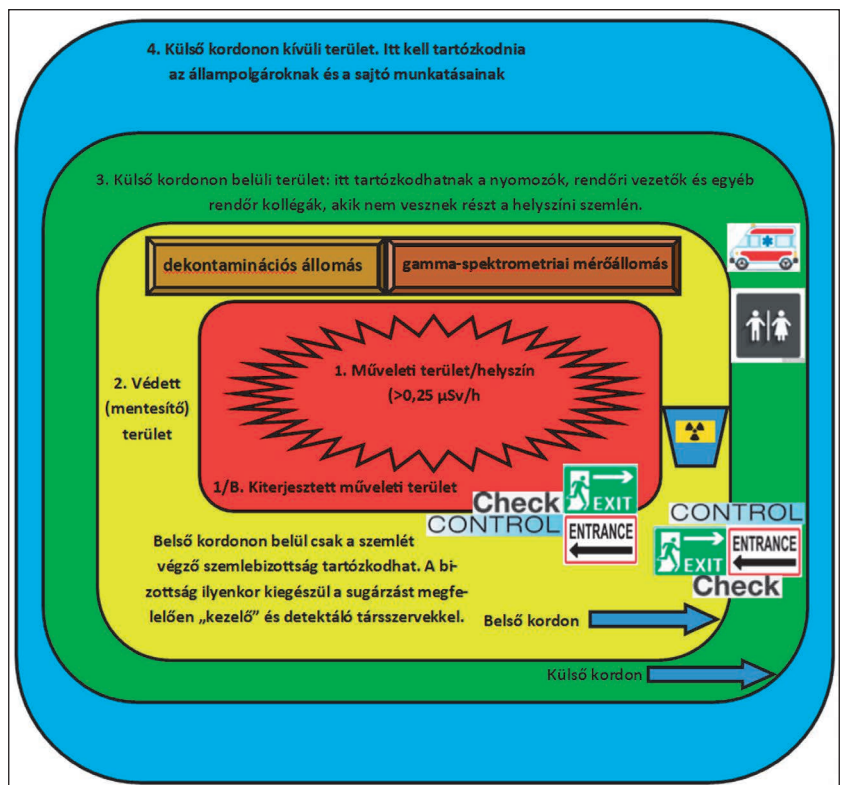 4. Külső kordonon kívüli terület. Itt kell tartózkodnia
az állampolgároknak és a sajtó munkatásainak
3. Külső kordonon belüli terület: itt tartózkodhatnak a nyomozók, rendőri vezetők és egyéb
rendőr kollégák, akik nem vesznek részt a helyszíni szemlén.
dekontaminációs állomás
gamma-spektrometriai mérőállomás
1. Műveleti terület/helyszín
(>0,25 µSv/h
2. Védett
(mentesítő)
terület
1/B. Kiterjesztett műveleti terület
Check
EXIT
CONTROL
ENTRANCE
CONTROL
EXIT
ENTRANCE
Check
Belső kordonon belül csak a szemlét
végző szemlebizottság tartózkodhat. A bi-
zottság ilyenkor kiegészül a sugárzást megfe-
lelően „kezelő” és detektáló társszervekkel.
Belső kordon
Külső kordon